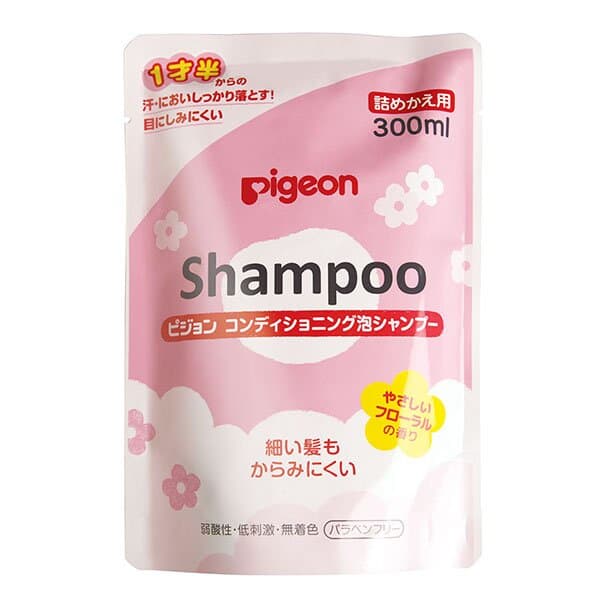 1才半からの
汗・においしっかり落とす!
目にしみにくい
詰めかえ用
300ml
Pigeon
Shampoo
ピジョン コンディショニング泡シャンプー
やさしい
フローラル
の香り
細い髪も
からみにくい
弱酸性・低刺激・無着色 パラベンフリー